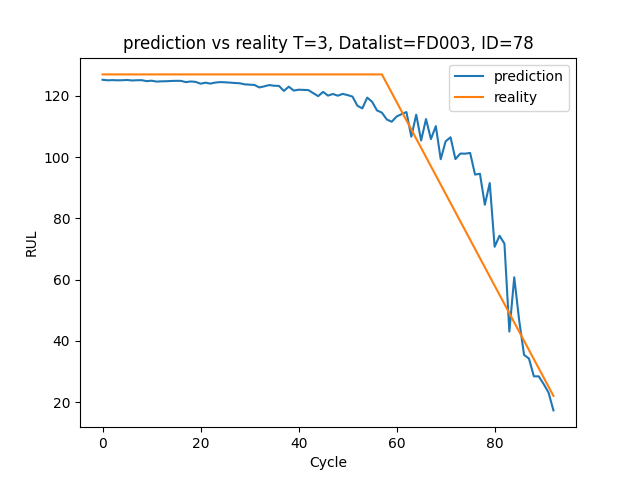 prediction vs reality T=3, Datalist=FD003, ID=78
prediction
reality
RUL
120
100
80
60
40
20
0
20
40
60
80
Cycle